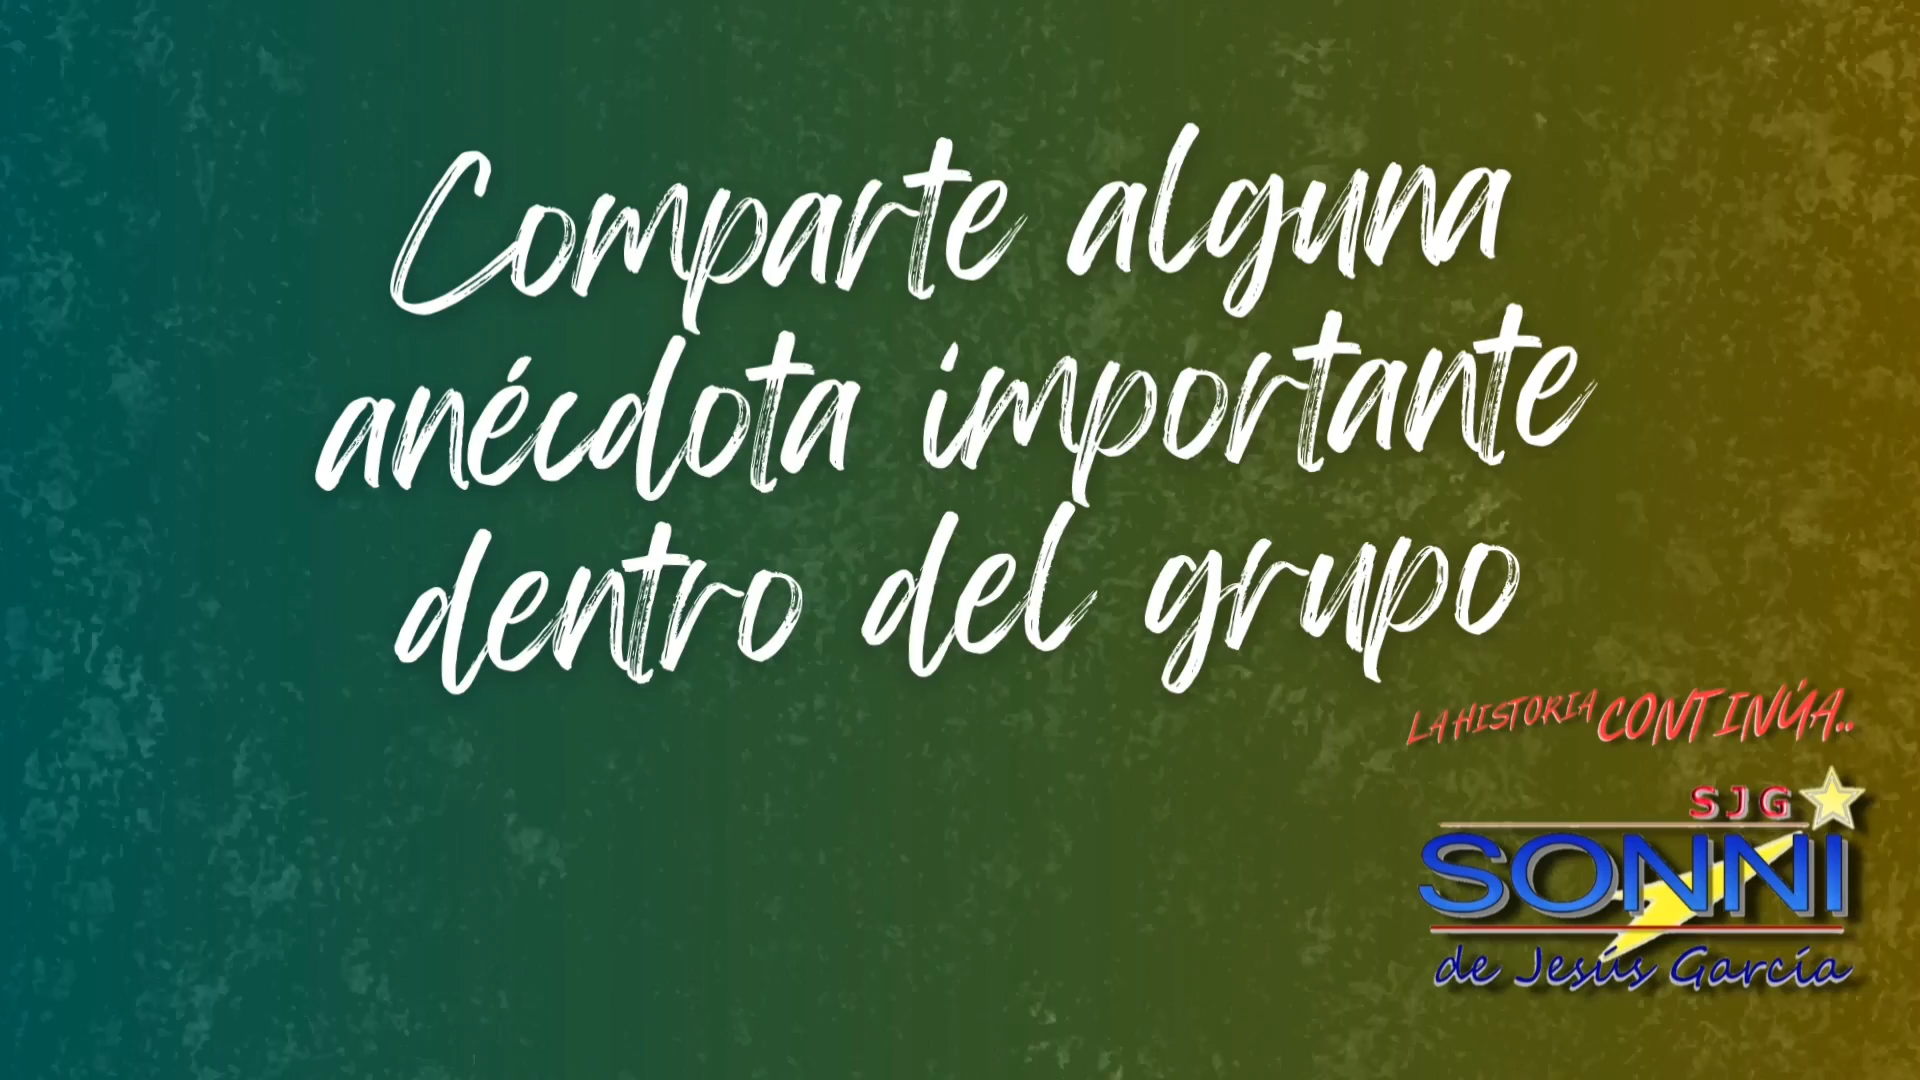 Comparte alguna
anécdota importante
dentro del grupo
LA HISTORIA CONTINÚA..
SJG
SONNI
de Jesús García